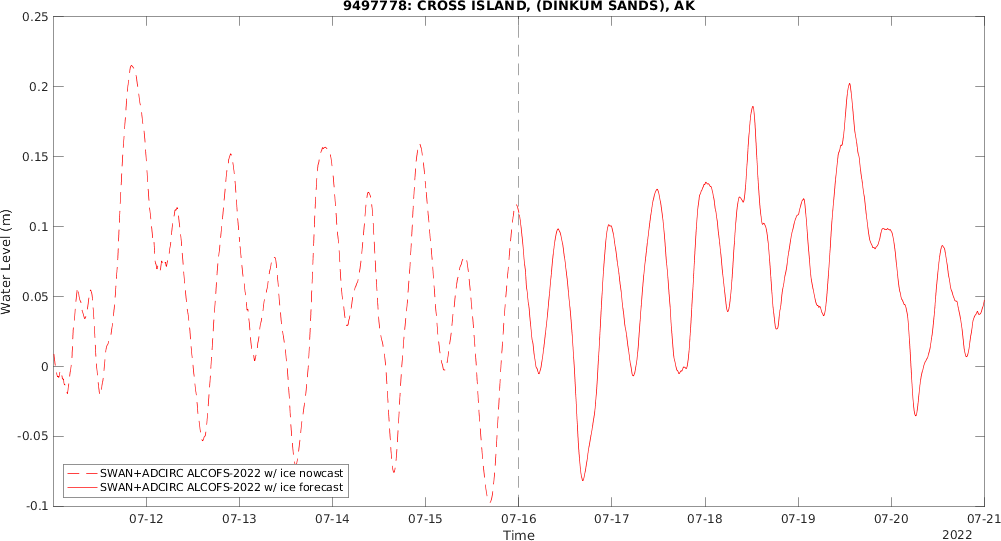 9497778: CROSS ISLAND, (DINKUM SANDS), AK
0.25
0.2
0.15
0.1
0.05
0
-0.05
-0.1
Water Level (m)
SWAN+ADCIRC ALCOFS-2022 w/ ice nowcast
SWAN+ADCIRC ALCOFS-2022 w/ ice forecast
07-12 07-13 07-14 07-15 07-16 07-17 07-18 07-19 07-20 07-21
Time
2022